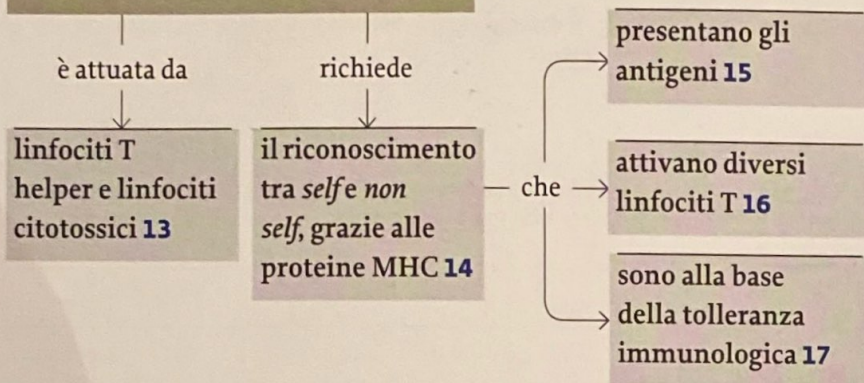 è attuata da
richiede
linfociti T
helper e linfociti
citotossici 13
il riconoscimento
tra self e non
self, grazie alle
proteine MHC 14
che
presentano gli
antigeni 15
attivano diversi
linfociti T 16
sono alla base
della tolleranza
immunologica 17